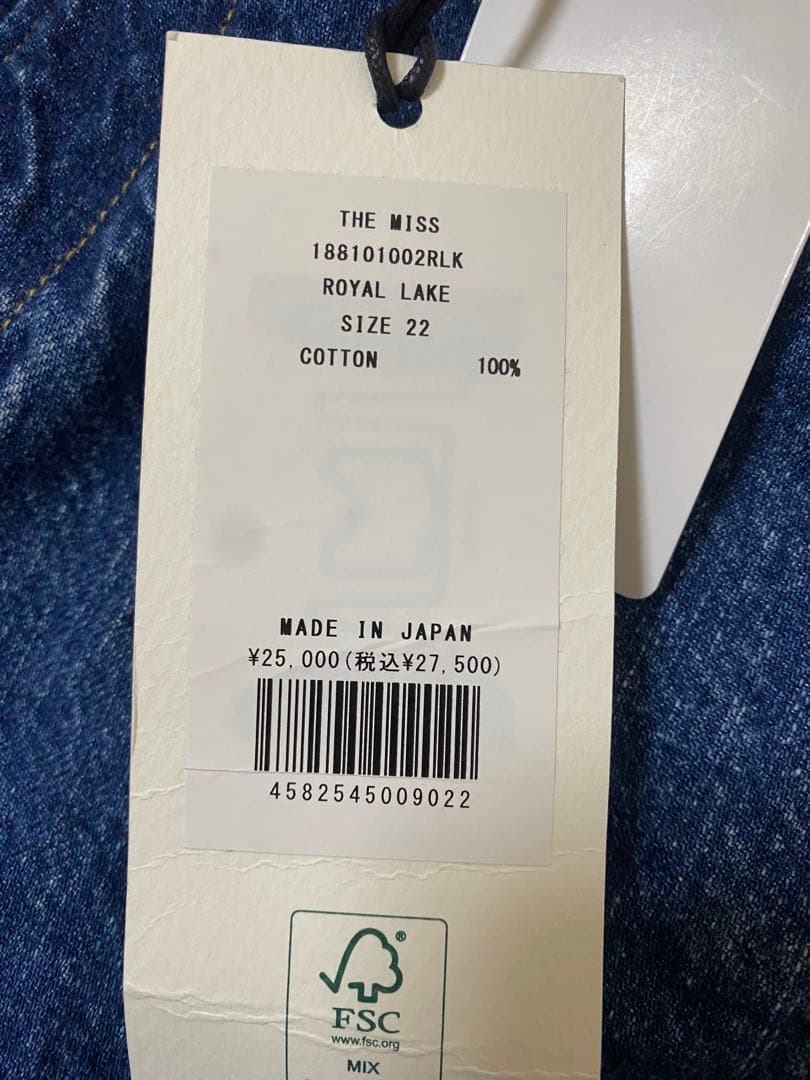 THE MISS
188101002RLK
ROYAL LAKE
SIZE 22
COTTON 100%
MADE IN JAPAN
¥25,000(税込¥27,500)
4582545009022
®
FSC
www.fsc.org
MIX